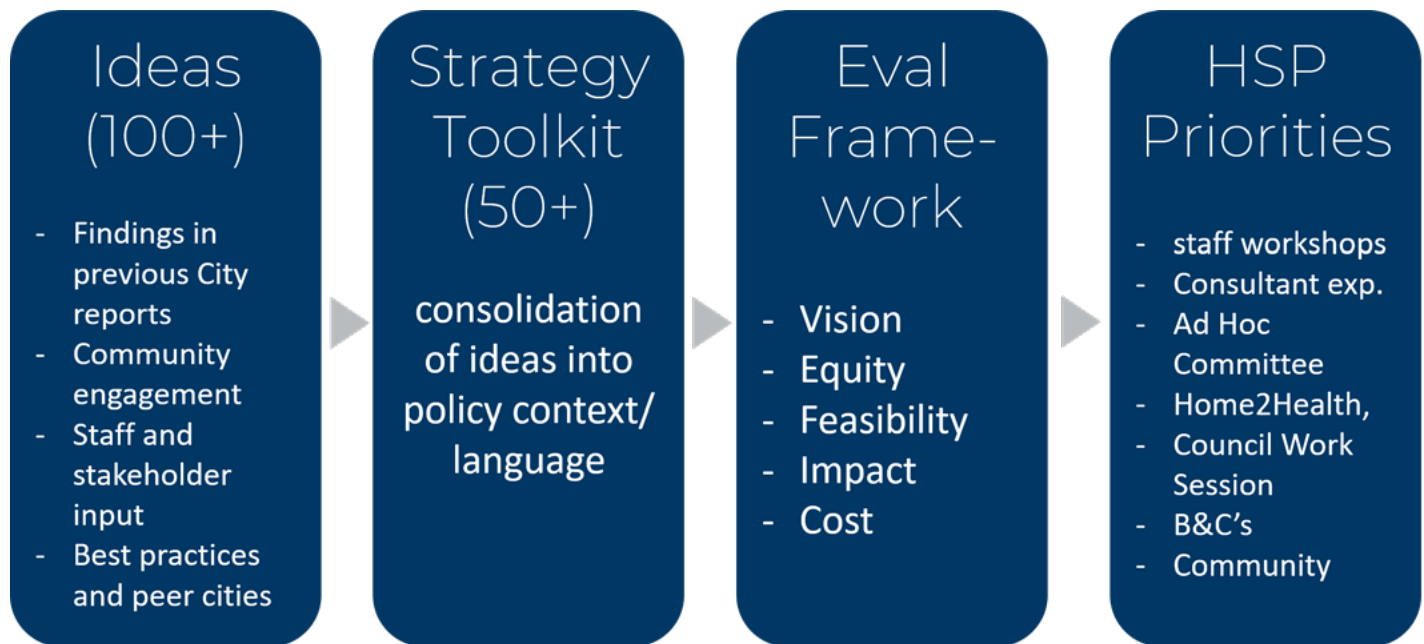 Ideas
(100+)
- Findings in
previous City
reports
- Community
engagement
- Staff and
stakeholder
input
- Best practices
and peer cities
Strategy
Toolkit
(50+)
consolidation
of ideas into
policy context/
language
Eval
Frame-
work
- Vision
- Equity
- Feasibility
- Impact
- Cost
HSP
Priorities
- staff workshops
- Consultant exp.
- Ad Hoc
Committee
- Home2Health,
- Council Work
Session
- B&C's
- Community